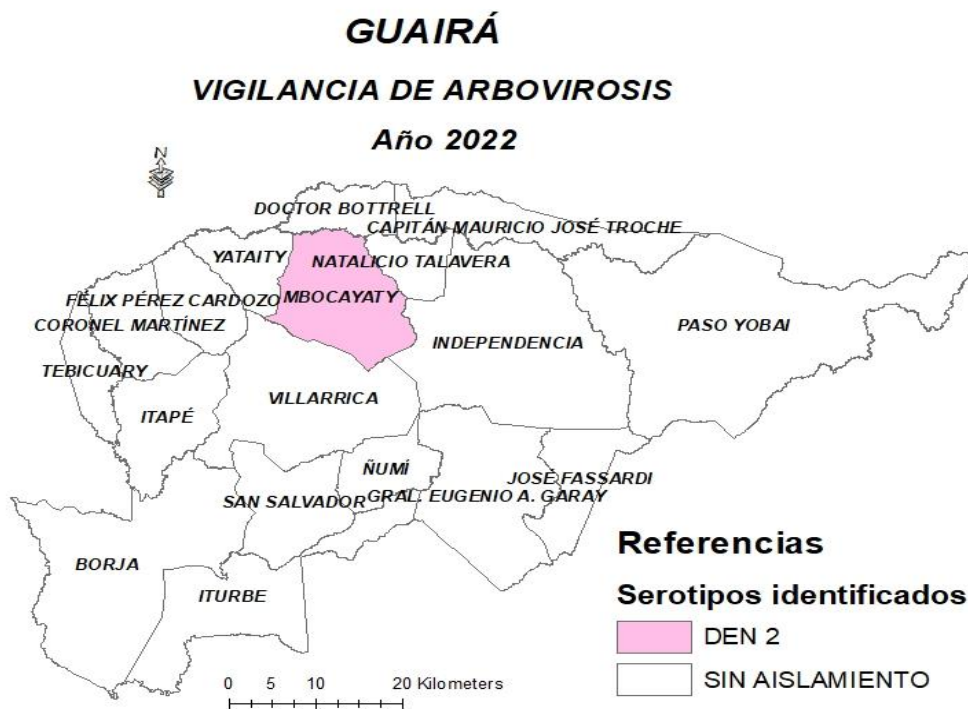 GUAIRÁ
VIGILANCIA DE ARBOVIROSIS
Año 2022
N
DOCTOR BOTTRELL
CAPITÁN MAURICIO JOSÉ TROCHE
YATAITY
NATALICIO TALAVERA
FÉLIX PÉREZ CARDOZO
MBOCAYATY
CORONEL MARTÍNEZ
PASO YOBAI
INDEPENDENCIA
TEBICUARY
VILLARRICA
ITAPÉ
ÑUMÍ
JOSÉ FASSARDI
SAN SALVADOR
GRAL. EUGENIO A. GARAY
BORJA
ITURBE
Referencias
Serotipos identificados
DEN 2
SIN AISLAMIENTO
0 5 10 20 Kilometers